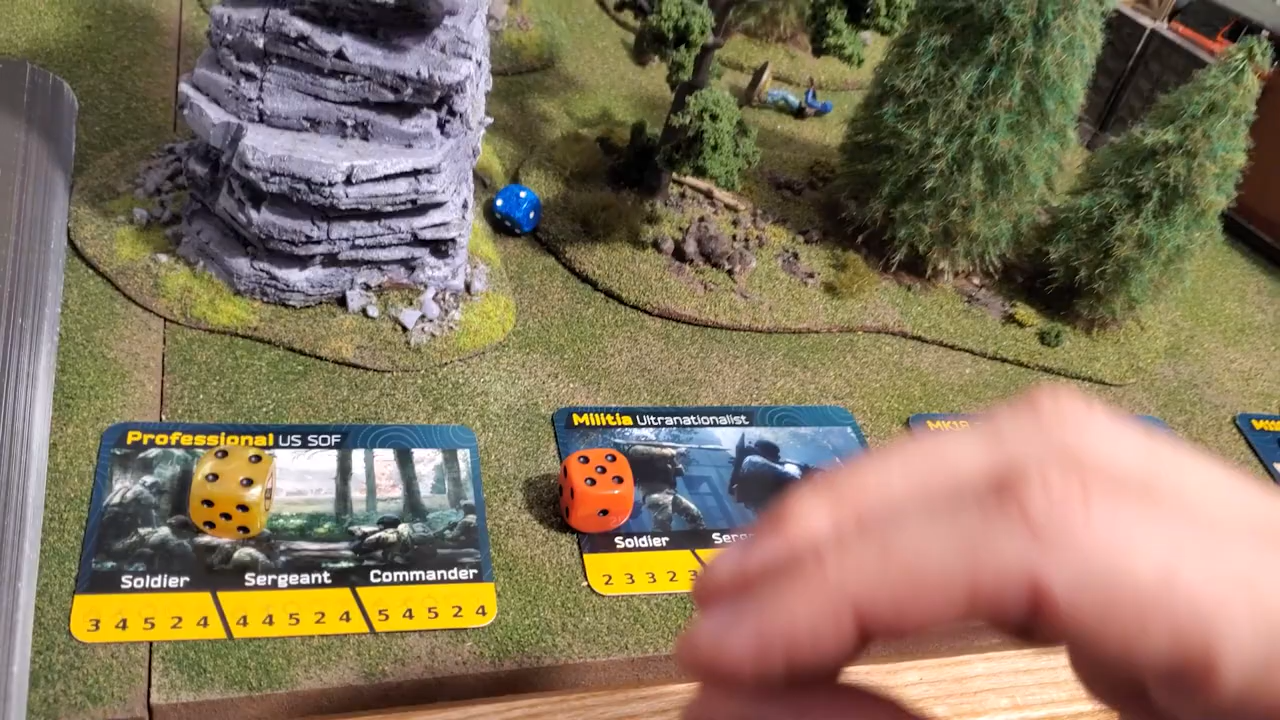 Professional US SOF
Soldier Sergeant Commander
3 4 5 2 4 4 4 5 2 4 5 4 5 2 4
Militia Ultranationalist
Soldier
2 3 3 2 3
MK18